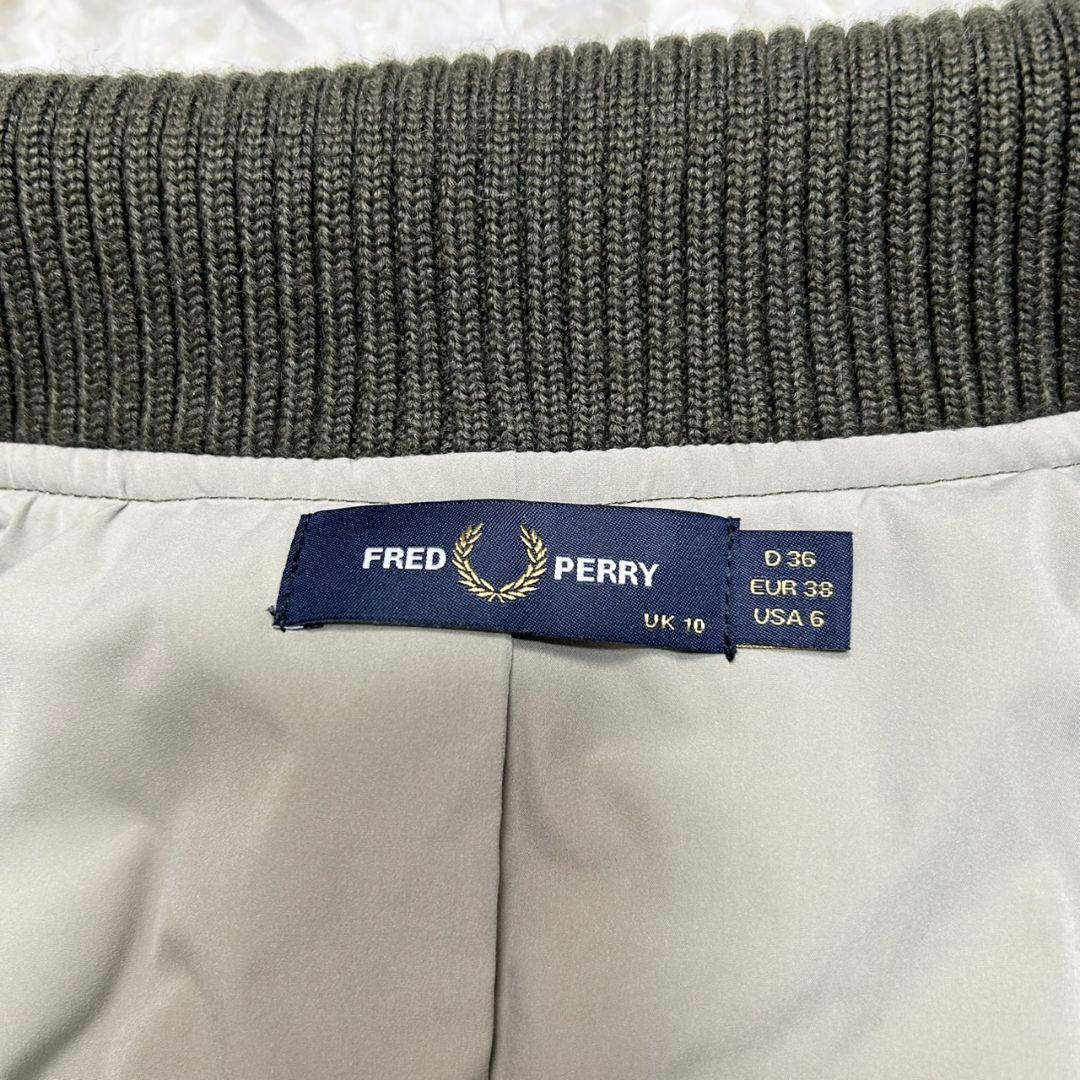 FRED PERRY
UK 10
D 36
EUR 38
USA 6